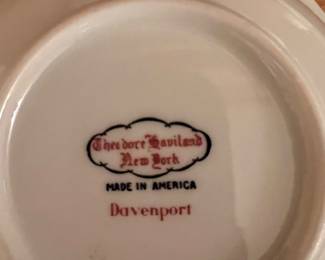 Theodore Haviland
New York
MADE IN AMERICA
Davenport